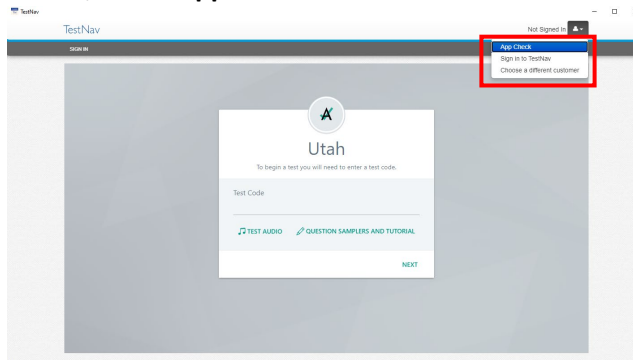 TestNav
TestNav
Not Signed In
SIGN IN
App Check
Sign in to TestNav
Choose a different customer
Utah
To begin a test you will need to enter a test code.
Test Code
TEST AUDIO
QUESTION SAMPLERS AND TUTORIAL
NEXT